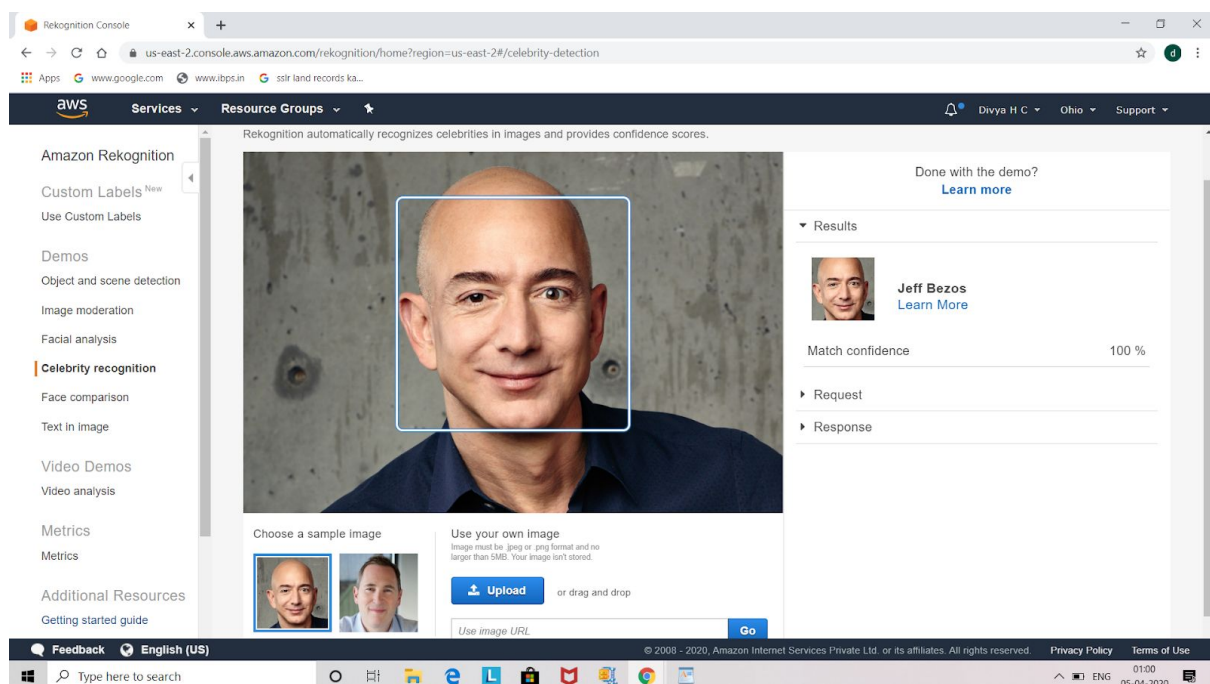 Rekognition Console
us-east-2.console.aws.amazon.com/rekognition/home?region=us-east-2#/celebrity-detection
d
Apps www.google.com www.ibps.in sslr land records ka...
aws Services Resource Groups Divya H C Ohio Support
Rekognition automatically recognizes celebrities in images and provides confidence scores.
Amazon Rekognition
Custom Labels New
Use Custom Labels
Demos
Object and scene detection
Image moderation
Facial analysis
Celebrity recognition
Face comparison
Text in image
Video Demos
Video analysis
Metrics
Metrics
Additional Resources
Getting started guide
Done with the demo?
Learn more
Results
Jeff Bezos
Learn More
Match confidence 100 %
Request
Response
Choose a sample image
Use your own image
Image must be .jpeg or .png format and no
larger than 5MB. Your image isn't stored.
Upload or drag and drop
Use image URL Go
Feedback English (US) © 2008 - 2020, Amazon Internet Services Private Ltd. or its affiliates. All rights reserved. Privacy Policy Terms of Use
Type here to search
L
ENG
01:00
05-04-2020